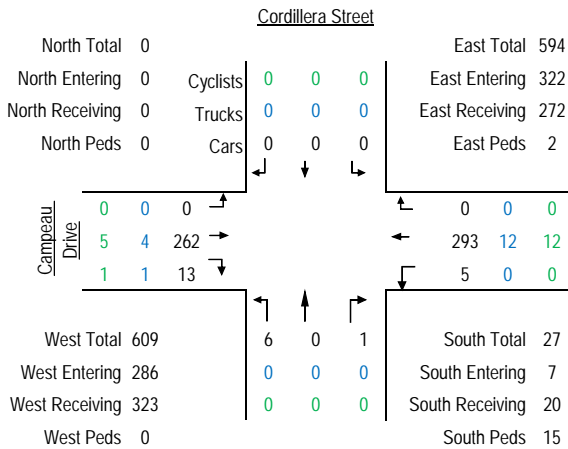 Cordillera Street
North Total 0
East Total 594
North Entering 0
Cyclists 0 0 0
East Entering 322
North Receiving 0
Trucks 0 0 0
East Receiving 272
North Peds 0
Cars 0 0 0
East Peds 2
Campeau
Drive
0 0 0
5 4 262
1 1 13
0 0 0
293 12 12
5 0 0
West Total 609
6 0 1
South Total 27
West Entering 286
0 0 0
South Entering 7
West Receiving 323
0 0 0
South Receiving 20
West Peds 0
South Peds 15